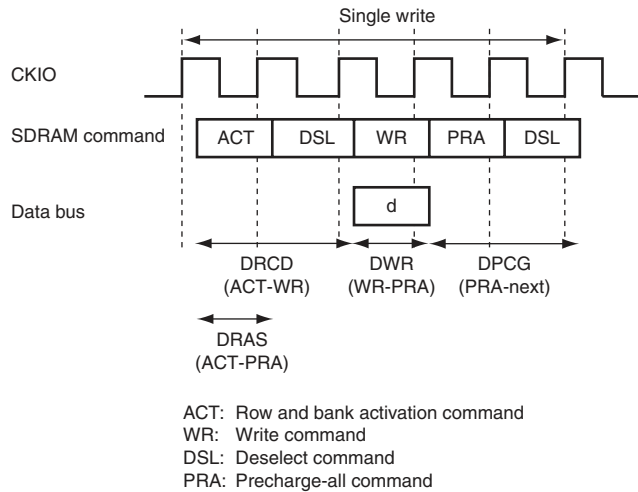 Single write
CKIO
SDRAM command ACT DSL WR PRA DSL
Data bus d
DRCD DWR DPCG
(ACT-WR) (WR-PRA) (PRA-next)
DRAS
(ACT-PRA)
ACT: Row and bank activation command
WR: Write command
DSL: Deselect command
PRA: Precharge-all command